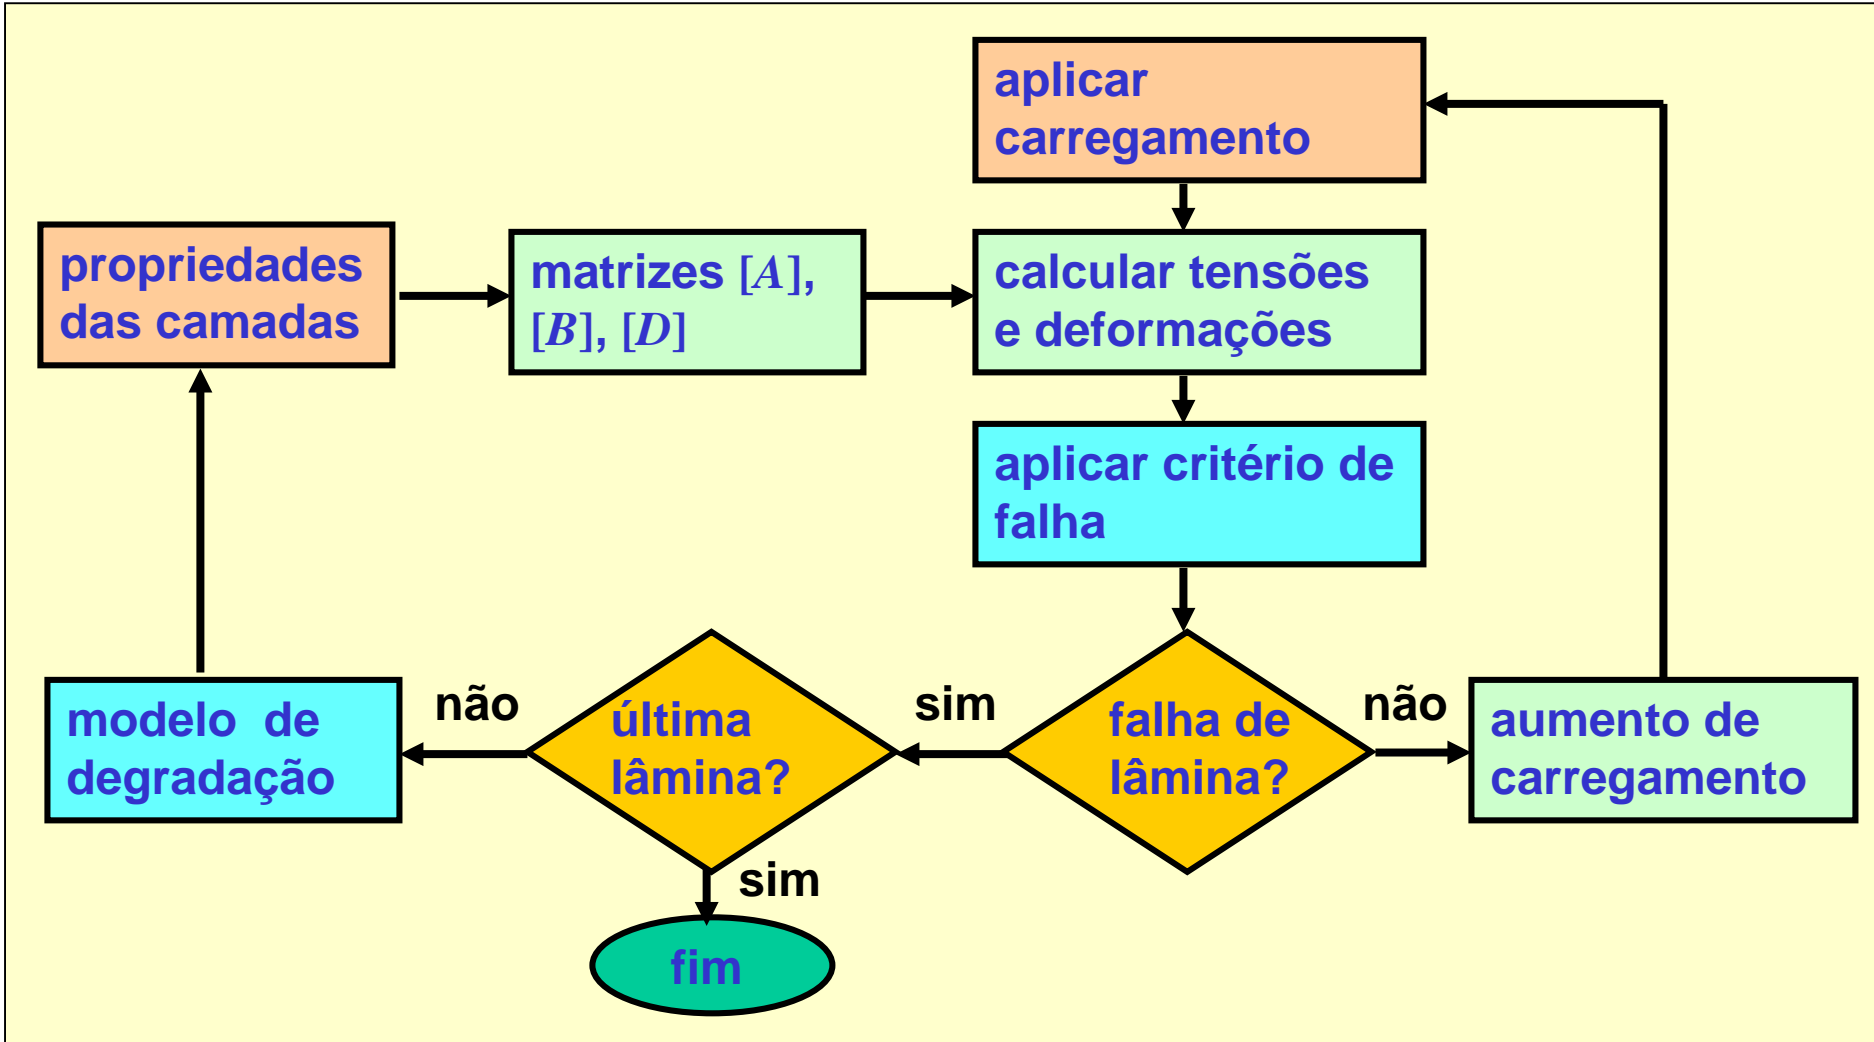 aplicar
carregamento
propriedades
das camadas
matrizes [A],
[B], [D]
calcular tensões
e deformações
aplicar critério de
falha
modelo de
degradação
não
última
lâmina?
sim
falha de
lâmina?
não
aumento de
carregamento
sim
fim